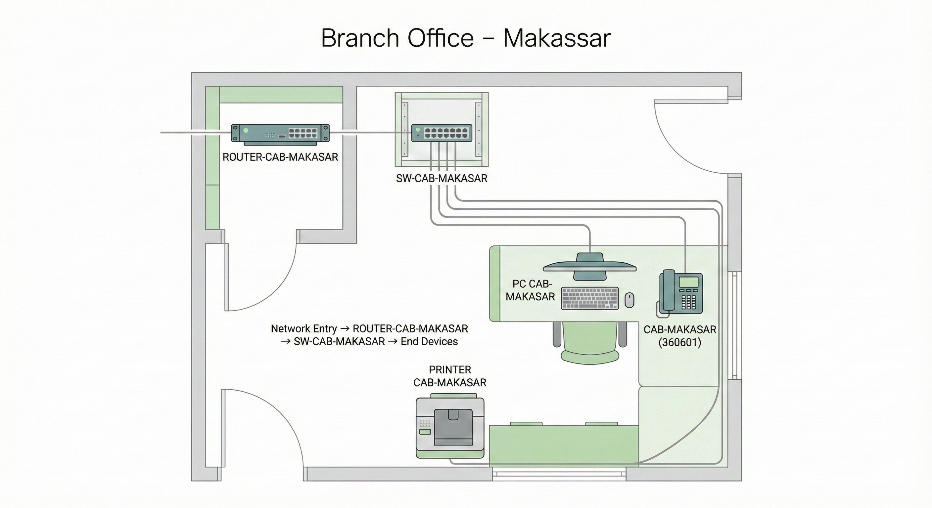 Branch Office – Makassar
ROUTER-CAB-MAKASAR
SW-CAB-MAKASAR
PC CAB-
MAKASAR
CAB-MAKASAR
(360601)
Network Entry → ROUTER-CAB-MAKASAR
→ SW-CAB-MAKASAR → End Devices
PRINTER
CAB-MAKASAR